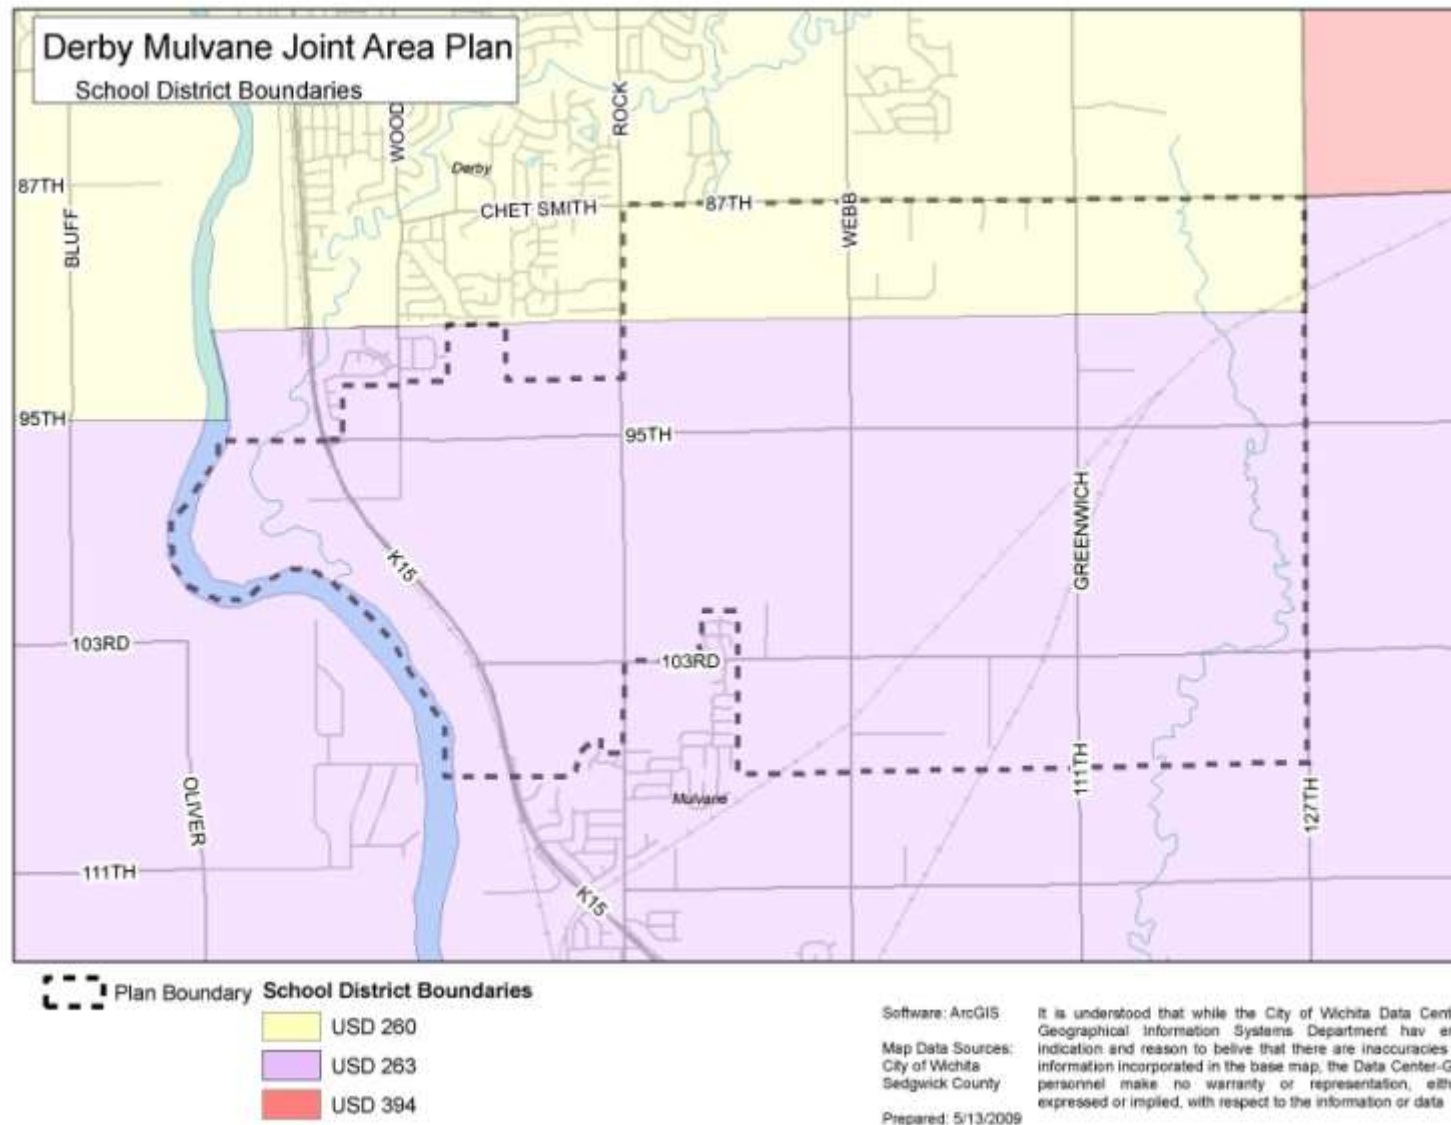 Derby Mulvane Joint Area Plan
School District Boundaries
WOOD
ROCK
Derby
87TH
CHET SMITH
87TH
BLUFF
WEBB
95TH
95TH
GREENWICH
K15
103RD
103RD
OLIVER
Mulvane
111TH
127TH
111TH
K15
Plan Boundary
School District Boundaries
USD 260
USD 263
USD 394
Software: ArcGIS
Map Data Sources:
City of Wichita
Sedgwick County
Prepared: 5/13/2009
It is understood that while the City of Wichita Data Cent
Geographical Information Systems Department hav e
indication and reason to belive that there are inaccuracies
information incorporated in the base map, the Data Center-G
personnel make no warranty or representation, eith
expressed or implied, with respect to the information or data